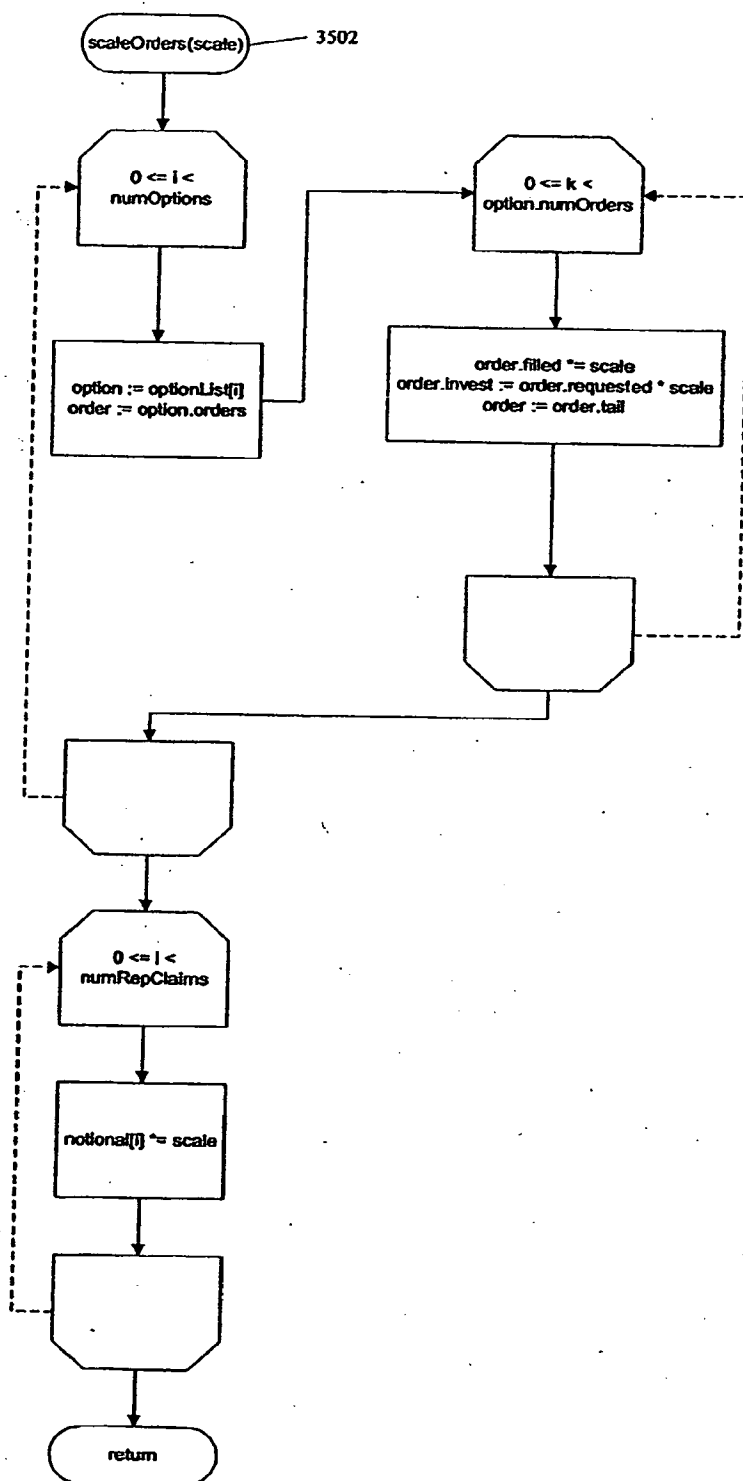 scaleOrders(scale)
3502
0 <= i <
numOptions
0 <= k <
option.numOrders
option := optionList[i]
order := option.orders
order.filled *= scale
order.invest := order.requested * scale
order := order.tail
0 <= i <
numRepClaims
notional[i] *= scale
return